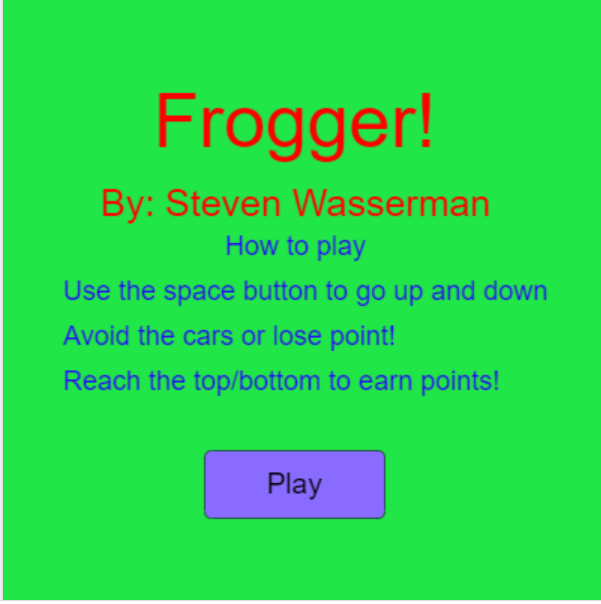 Frogger!
By: Steven Wasserman
How to play
Use the space button to go up and down
Avoid the cars or lose point!
Reach the top/bottom to earn points!
Play